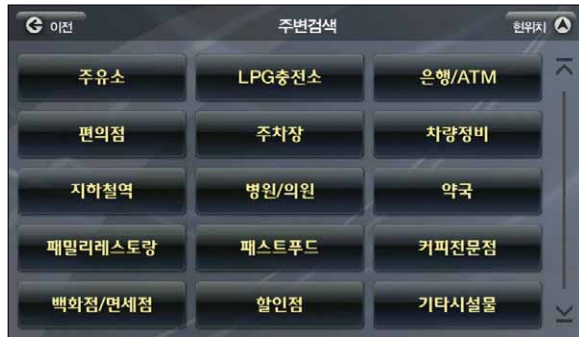 이전 주변검색 현위치
주유소 LPG충전소 은행/ATM
편의점 주차장 차량정비
지하철역 병원/의원 약국
패밀리레스토랑 패스트푸드 커피전문점
백화점/면세점 할인점 기타시설물